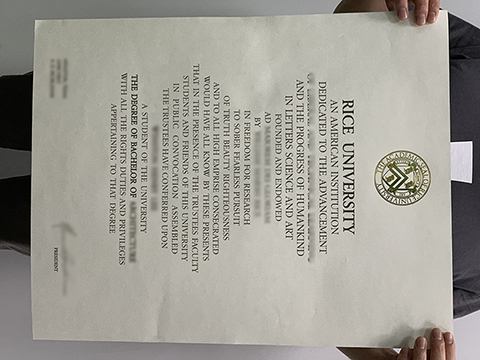 RICE UNIVERSITY
AN AMERICAN INSTITUTION
DEDICATED TO THE ADVANCEMENT
AND THE PROGRESS OF HUMANKIND
IN LETTERS SCIENCE AND ART
FOUNDED AND ENDOWED
AD
BY
IN FREEDOM FOR RESEARCH
TO SOBER FEARLESS PURSUIT
OF TRUTH BEAUTY RIGHTEOUSNESS
AND TO ALL HIGH EMPRISE CONSECRATED
WOULD HAVE ALL KNOW BY THESE PRESENTS
THAT IN THE PRESENCE OF THE TRUSTEES FACULTY
STUDENTS AND FRIENDS OF THIS UNIVERSITY
IN PUBLIC CONVOCATION ASSEMBLED
THE TRUSTEES HAVE CONFERRED UPON
A STUDENT OF THE UNIVERSITY
THE DEGREE OF BACHELOR OF
WITH ALL THE RIGHTS DUTIES AND PRIVILEGES
APPERTAINING TO THAT DEGREE
PRESIDENT